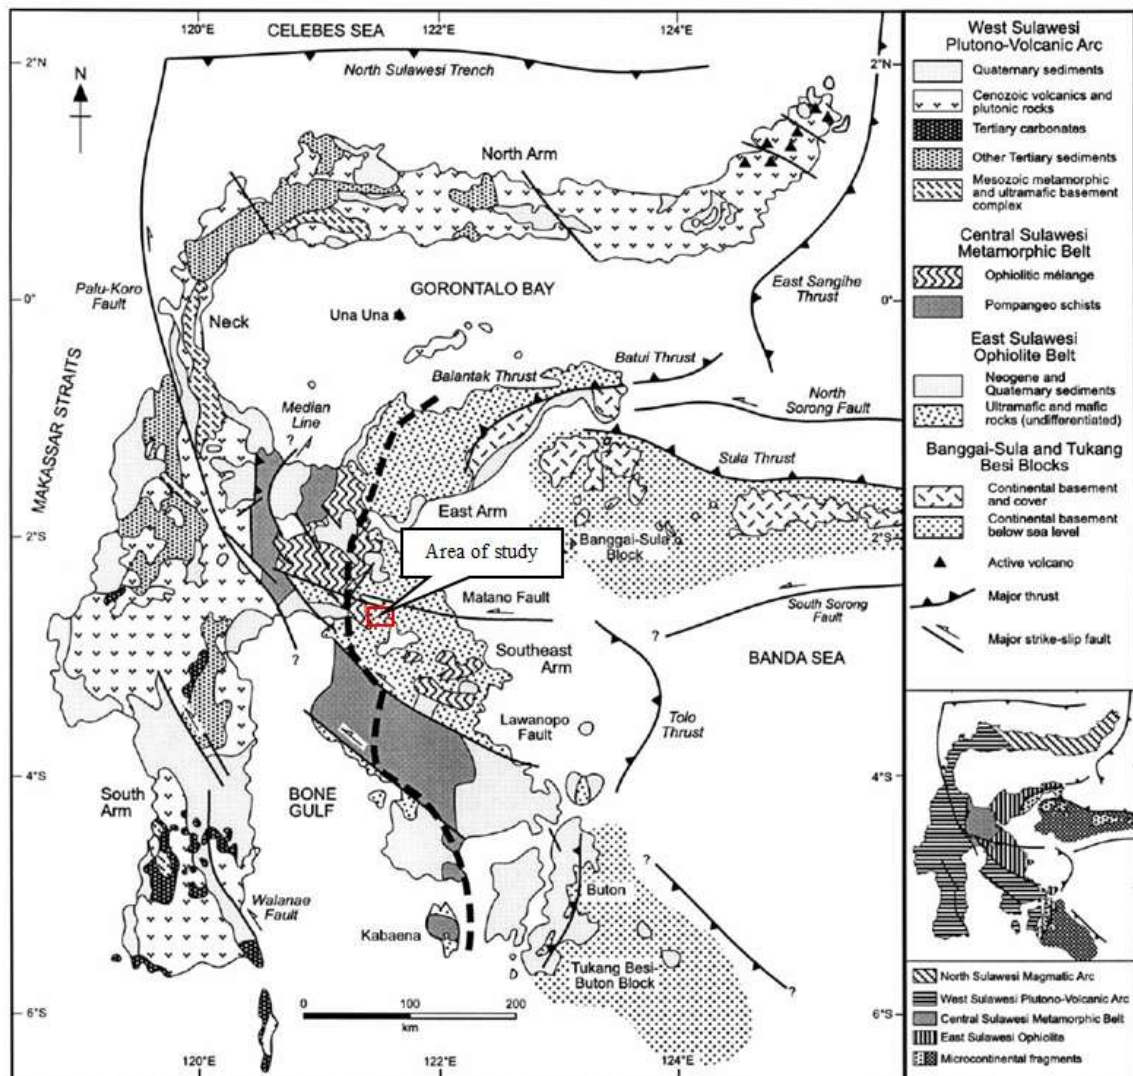 120°E
122°E
124°E
CELEBES SEA
2°N
2°N
North Sulawesi Trench
N
North Arm
Palu-Koro
Fault
0°
0°
GORONTALO BAY
East Sangihe
Thrust
Neck
Una Una
Batui Thrust
Balantak Thrust
MAKASSAR STRAITS
Median
Line
?
North
Sorong Fault
Sula Thrust
East Arm
2°S
2°S
Area of study
Banggai-Sula
Block
Matano Fault
South Sorong
Fault
?
?
Southeast
Arm
BANDA SEA
Lawanopo
Fault
Tolo
Thrust
4°S
4°S
South
Arm
BONE
GULF
?
Buton
Walanae
Fault
Kabaena
Tukang Besi-
Buton Block
?
0 100 200
km
6°S
6°S
120°E
122°E
124°E
West Sulawesi
Plutono-Volcanic Arc
Quaternary sediments
Cenozoic volcanics and
plutonic rocks
Tertiary carbonates
Other Tertiary sediments
Mesozoic metamorphic
and ultramafic basement
complex
Central Sulawesi
Metamorphic Belt
Ophiolitic mélange
Pompangeo schists
East Sulawesi
Ophiolite Belt
Neogene and
Quaternary sediments
Ultramafic and mafic
rocks (undifferentiated)
Banggai-Sula and Tukang
Besi Blocks
Continental basement
and cover
Continental basement
below sea level
Active volcano
Major thrust
Major strike-slip fault
North Sulawesi Magmatic Arc
West Sulawesi Plutono-Volcanic Arc
Central Sulawesi Metamorphic Belt
East Sulawesi Ophiolite
Microcontinental fragments